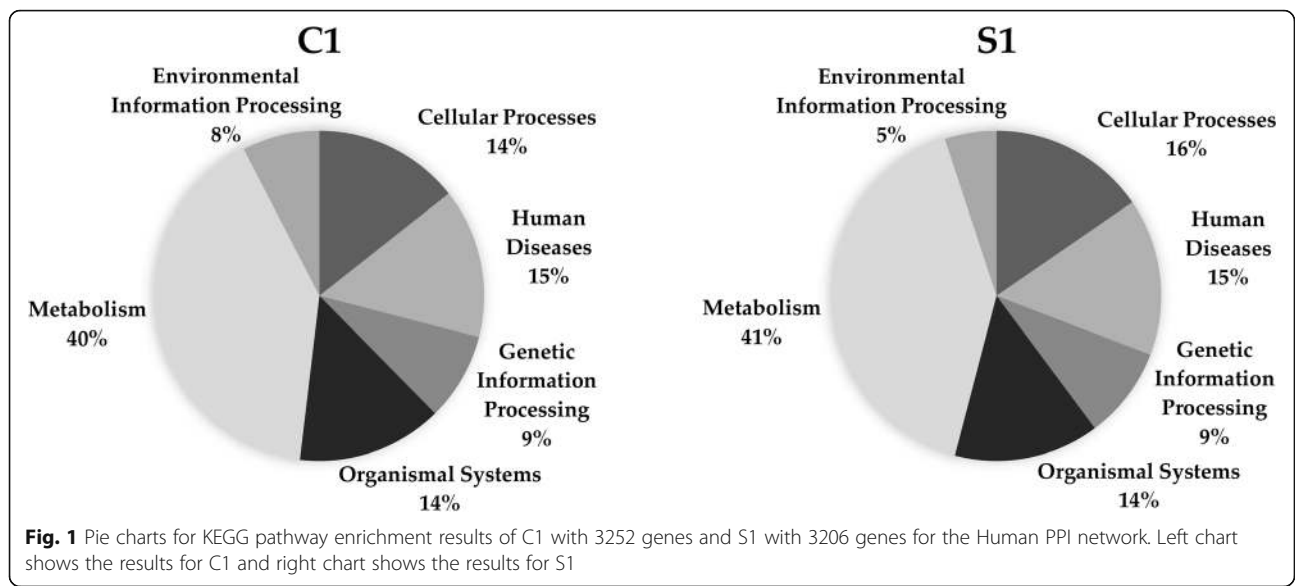 C1
Environmental
Information Processing
8%
Cellular Processes
14%
Human
Diseases
15%
Genetic
Information
Processing
9%
Organismal Systems
14%
Metabolism
40%
S1
Environmental
Information Processing
5%
Cellular Processes
16%
Human
Diseases
15%
Genetic
Information
Processing
9%
Organismal Systems
14%
Metabolism
41%
Fig. 1 Pie charts for KEGG pathway enrichment results of C1 with 3252 genes and S1 with 3206 genes for the Human PPI network. Left chart
shows the results for C1 and right chart shows the results for S1